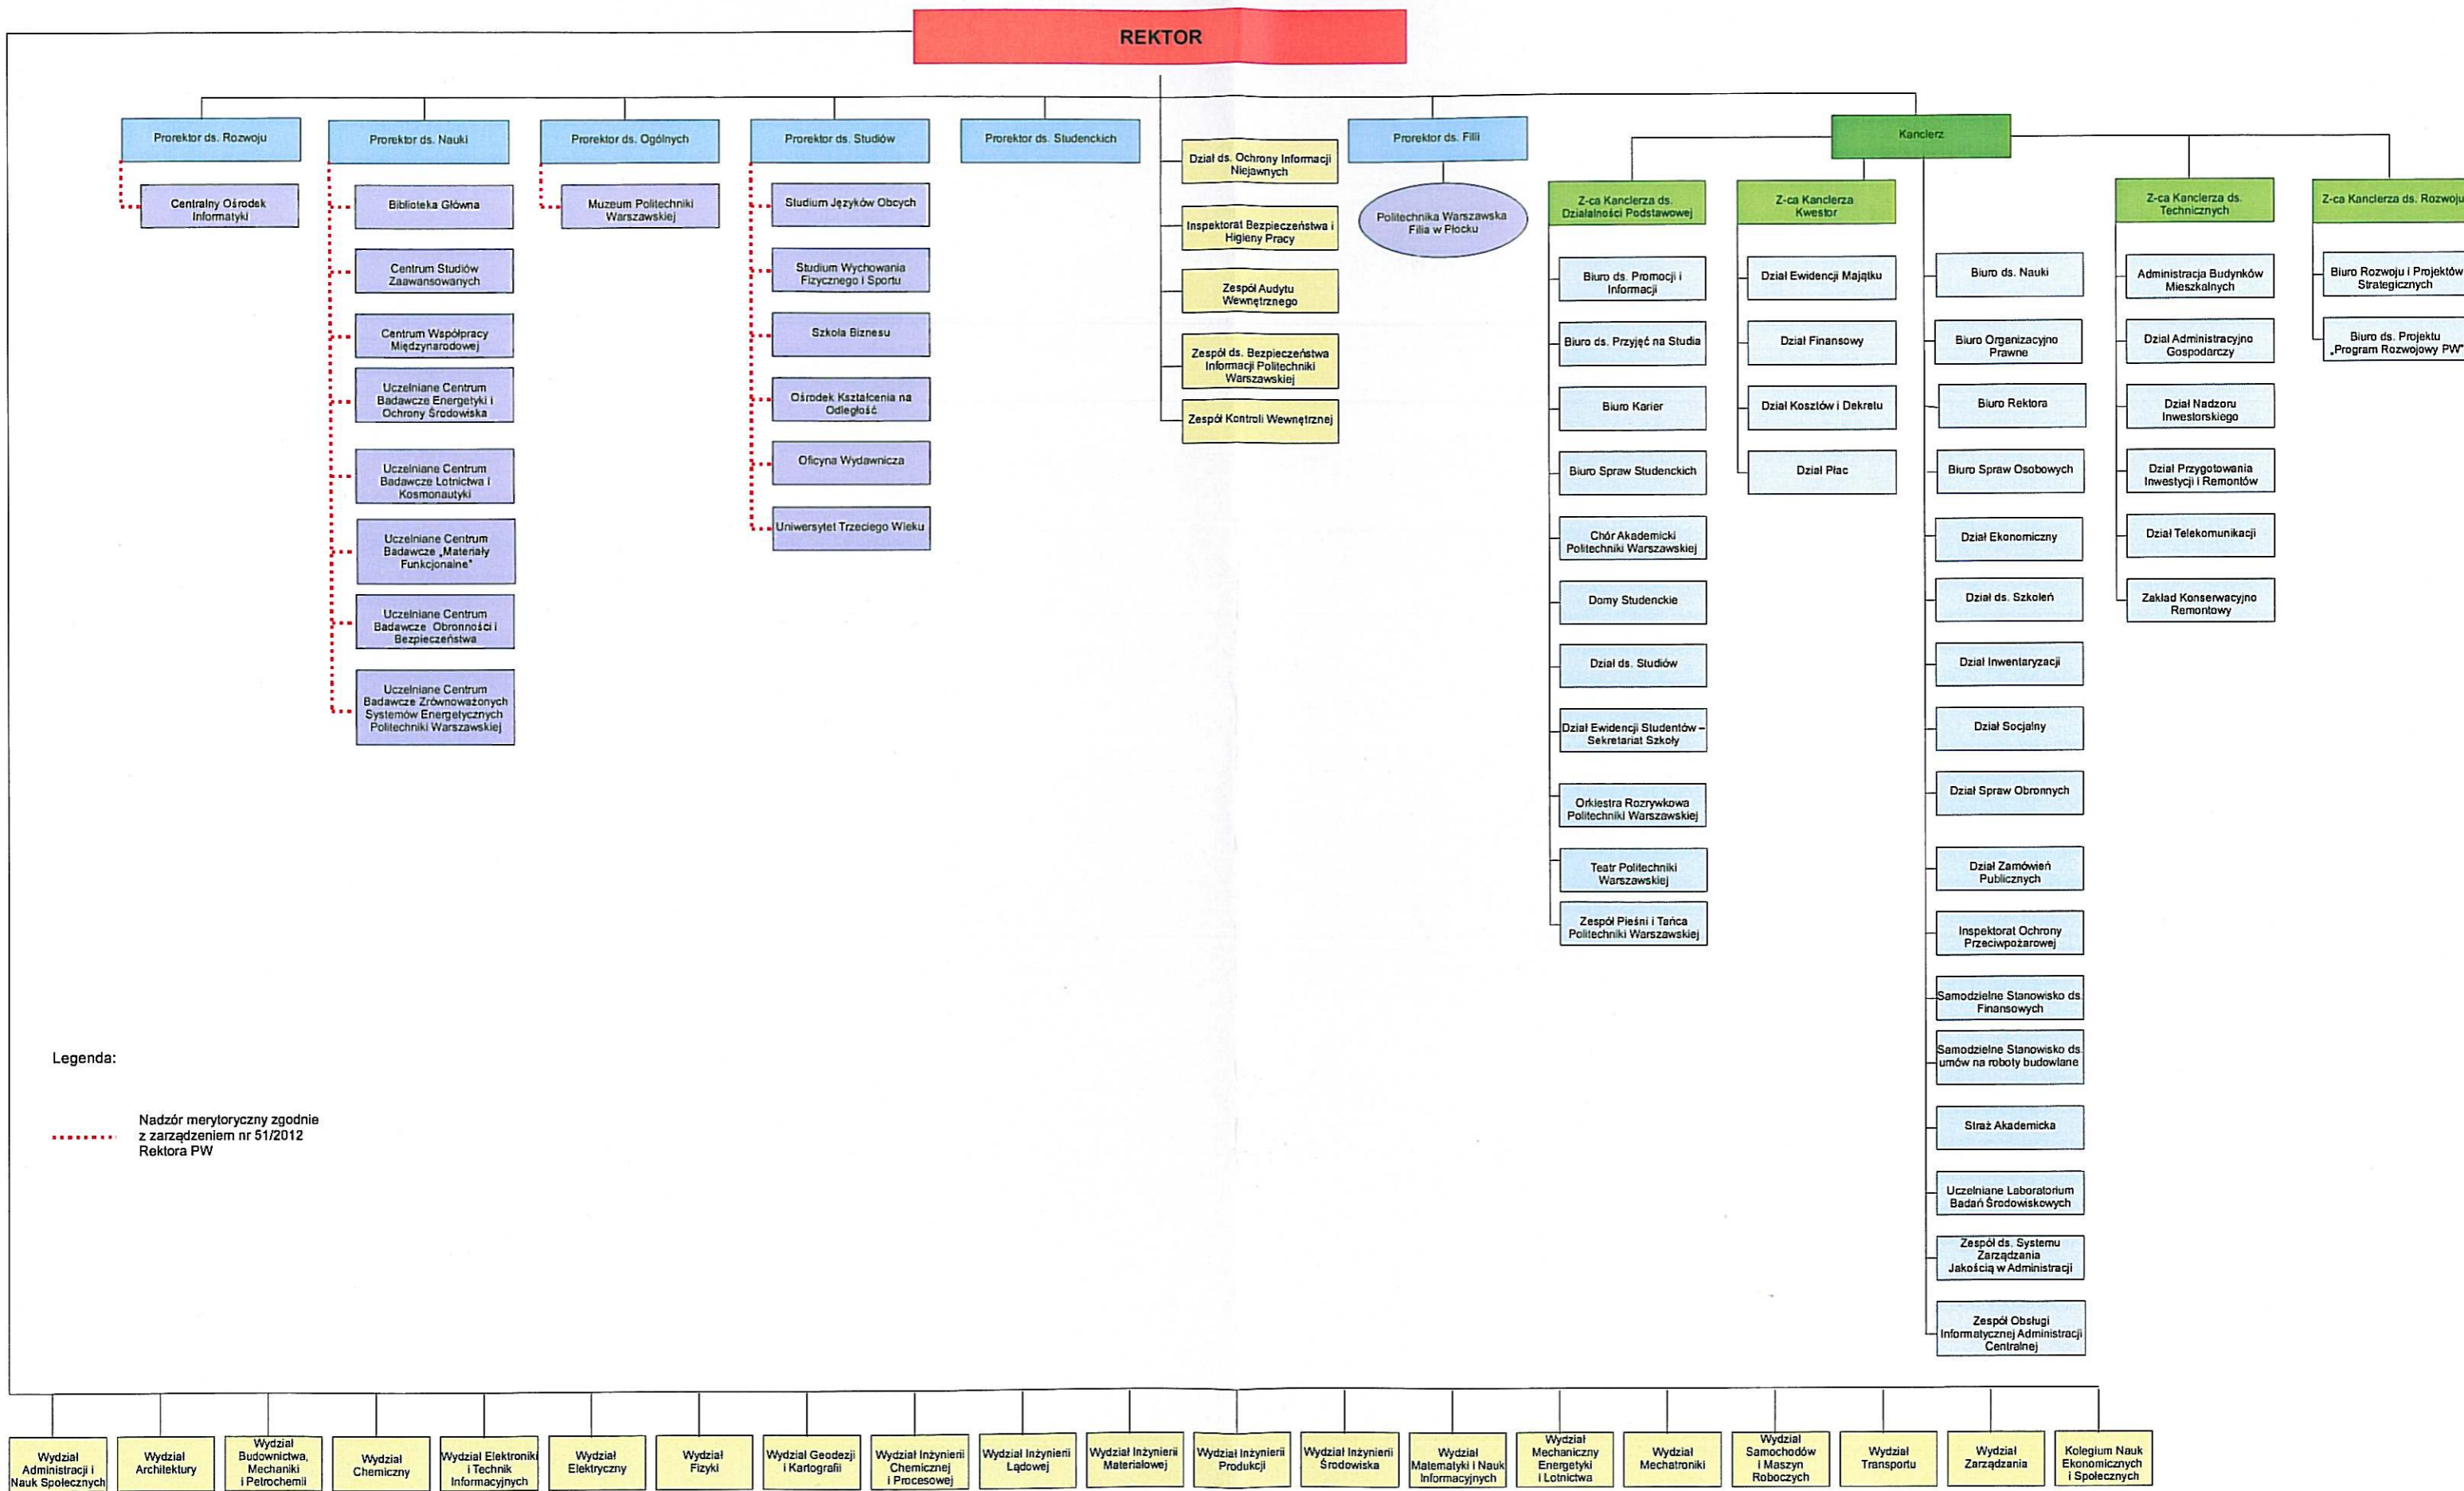 REKTOR
Prorektor ds. Rozwoju
Centralny Ośrodek
Informatyki
Prorektor ds. Nauki
Biblioteka Główna
Centrum Studiów
Zaawansowanych
Centrum Współpracy
Międzynarodowej
Uczelniane Centrum
Badawcze Energetyki i
Ochrony Środowiska
Uczelniane Centrum
Badawcze Lotnictwa i
Kosmonautyki
Uczelniane Centrum
Badawcze „Materiały
Funkcjonalne"
Uczelniane Centrum
Badawcze Obronności i
Bezpieczeństwa
Uczelniane Centrum
Badawcze Zrównoważonych
Systemów Energetycznych
Politechniki Warszawskiej
Prorektor ds. Ogólnych
Muzeum Politechniki
Warszawskiej
Prorektor ds. Studiów
Studium Języków Obcych
Studium Wychowania
Fizycznego i Sportu
Szkoła Biznesu
Ośrodek Kształcenia na
Odległość
Oficyna Wydawnicza
Uniwersytet Trzeciego Wieku
Prorektor ds. Studenckich
Dział ds. Ochrony Informacji
Niejawnych
Inspektorat Bezpieczeństwa i
Higieny Pracy
Zespół Audytu
Wewnętrznego
Zespół ds. Bezpieczeństwa
Informacji Politechniki
Warszawskiej
Zespół Kontroli Wewnętrznej
Prorektor ds. Filii
Politechnika Warszawska
Filia w Płocku
Kanclerz
Z-ca Kanclerza ds.
Działalności Podstawowej
Biuro ds. Promocji i
Informacji
Biuro ds. Przyjęć na Studia
Biuro Karier
Biuro Spraw Studenckich
Chór Akademicki
Politechniki Warszawskiej
Domy Studenckie
Dział ds. Studiów
Dział Ewidencji Studentów –
Sekretariat Szkoły
Orkiestra Rozrywkowa
Politechniki Warszawskiej
Teatr Politechniki
Warszawskiej
Zespół Pieśni i Tańca
Politechniki Warszawskiej
Z-ca Kanclerza
Kwestor
Dział Ewidencji Majątku
Dział Finansowy
Dział Kosztów i Dekretu
Dział Płac
Biuro ds. Nauki
Biuro Organizacyjno
Prawne
Biuro Rektora
Biuro Spraw Osobowych
Dział Ekonomiczny
Dział ds. Szkoleń
Dział Inwentaryzacji
Dział Socjalny
Dział Spraw Obronnych
Dział Zamówień
Publicznych
Inspektorat Ochrony
Przeciwpożarowej
Samodzielne Stanowisko ds.
Finansowych
Samodzielne Stanowisko ds.
umów na roboty budowlane
Straż Akademicka
Uczelniane Laboratorium
Badań Środowiskowych
Zespół ds. Systemu
Zarządzania
Jakością w Administracji
Zespół Obsługi
Informatycznej Administracji
Centralnej
Z-ca Kanclerza ds.
Technicznych
Administracja Budynków
Mieszkalnych
Dział Administracyjno
Gospodarczy
Dział Nadzoru
Inwestorskiego
Dział Przygotowania
Inwestycji i Remontów
Dział Telekomunikacji
Zakład Konserwacyjno
Remontowy
Z-ca Kanclerza ds. Rozwoju
Biuro Rozwoju i Projektów
Strategicznych
Biuro ds. Projektu
„Program Rozwojowy PW"
Legenda:
Nadzór merytoryczny zgodnie
z zarządzeniem nr 51/2012
Rektora PW
Wydział
Administracji i
Nauk Społecznych
Wydział
Architektury
Wydział
Budownictwa,
Mechaniki
i Petrochemii
Wydział
Chemiczny
Wydział Elektroniki
i Technik
Informacyjnych
Wydział
Elektryczny
Wydział
Fizyki
Wydział Geodezji
i Kartografii
Wydział Inżynierii
Chemicznej
i Procesowej
Wydział Inżynierii
Lądowej
Wydział Inżynierii
Materiałowej
Wydział Inżynierii
Produkcji
Wydział Inżynierii
Środowiska
Wydział
Matematyki i Nauk
Informacyjnych
Wydział
Mechaniczny
Energetyki
i Lotnictwa
Wydział
Mechatroniki
Wydział
Samochodów
i Maszyn
Roboczych
Wydział
Transportu
Wydział
Zarządzania
Kolegium Nauk
Ekonomicznych
i Społecznych